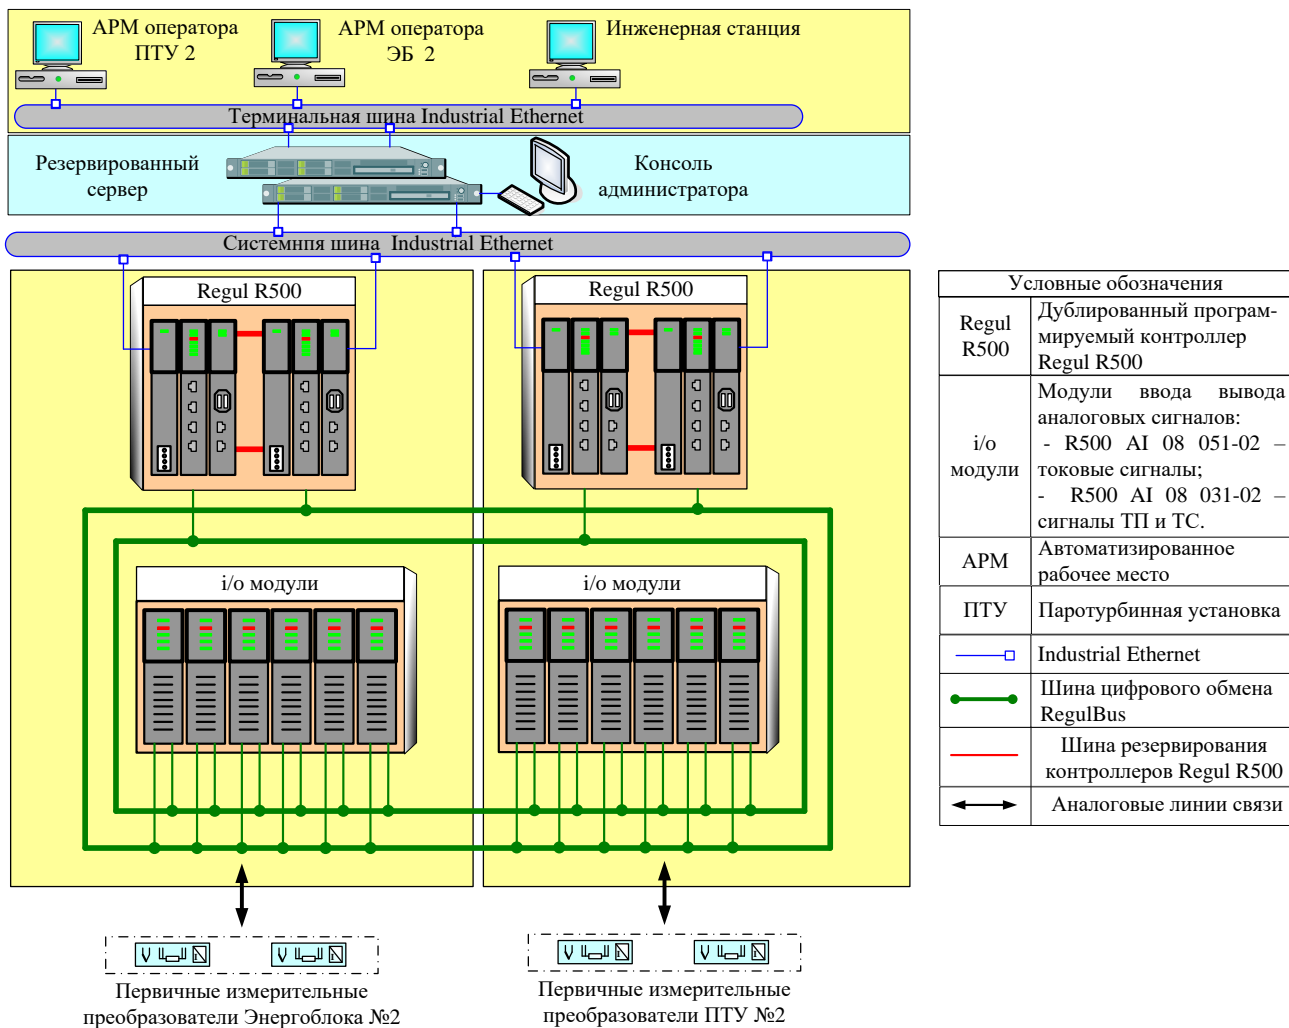 АРМ оператора
ПТУ 2
АРМ оператора
ЭБ 2
Инженерная станция
Терминальная шина Industrial Ethernet
Резервированный
сервер
Консоль
администратора
Системнпя шина Industrial Ethernet
Regul R500
Regul R500
i/o модули
i/o модули
Первичные измерительные
преобразователи Энергоблока №2
Первичные измерительные
преобразователи ПТУ №2
Условные обозначения
Regul
R500
Дублированный програм-
мируемый контроллер
Regul R500
i/o
модули
Модули ввода вывода
аналоговых сигналов:
- R500 AI 08 051-02 –
токовые сигналы;
- R500 AI 08 031-02 –
сигналы ТП и ТС.
АРМ
Автоматизированное
рабочее место
ПТУ
Паротурбинная установка
Industrial Ethernet
Шина цифрового обмена
RegulBus
Шина резервирования
контроллеров Regul R500
Аналоговые линии связи